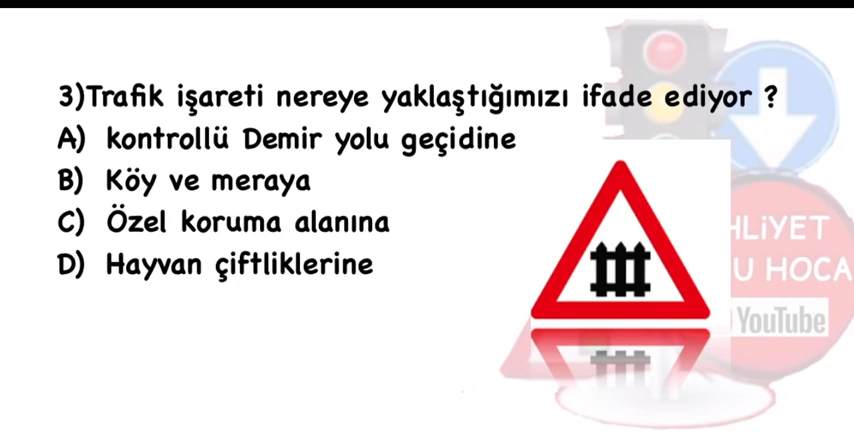 3)Trafik işareti nereye yaklaştığımızı ifade ediyor ?
A) kontrollü Demir yolu geçidine
B) Köy ve meraya
C) Özel koruma alanına
D) Hayvan çiftliklerine
HLİYET
U HOCA
YouTube